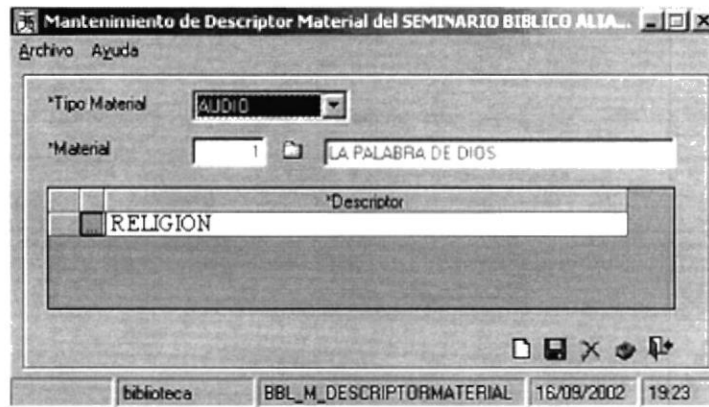 Mantenimiento de Descriptor Material del SEMINARIO BIBLICO ALIA...
Archivo Ayuda
*Tipo Material AUDIO
*Material 1 LA PALABRA DE DIOS
*Descriptor
... RELIGION
biblioteca BBL_M_DESCRIPTORMATERIAL 16/09/2002 19:23